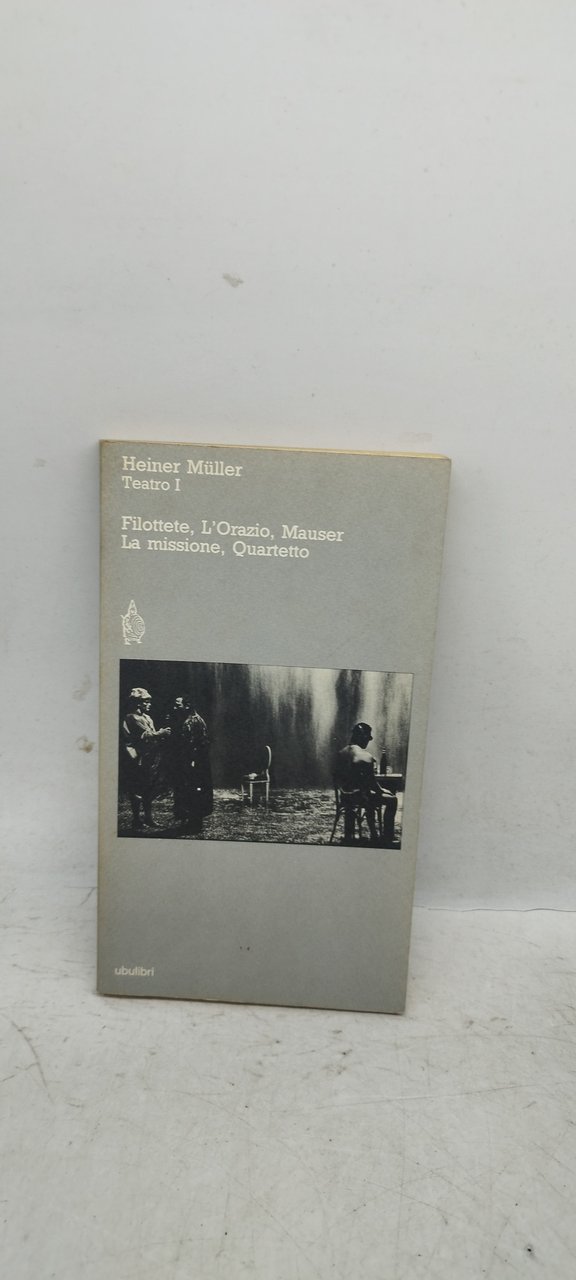 Heiner Müller
Teatro I
Filottete, L'Orazio, Mauser
La missione, Quartetto
ubulibri